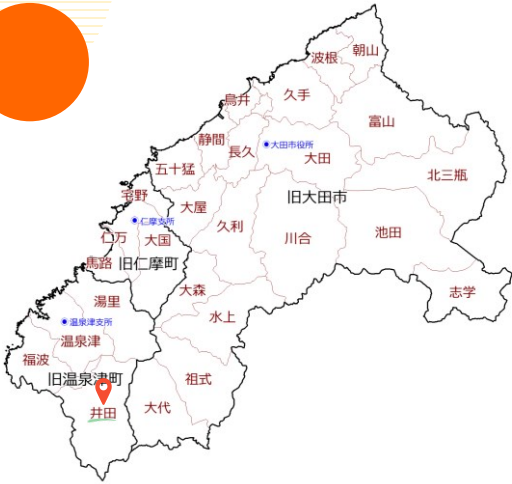 朝山
波根
久手
鳥井
富山
静間
長久
大田市役所
大田
五十猛
北三瓶
宅野
旧大田市
大屋
仁摩支所
久利
池田
仁万
大国
川合
馬路
旧仁摩町
大森
志学
湯里
水上
温泉津支所
温泉津
福波
旧温泉津町
祖式
井田
大代